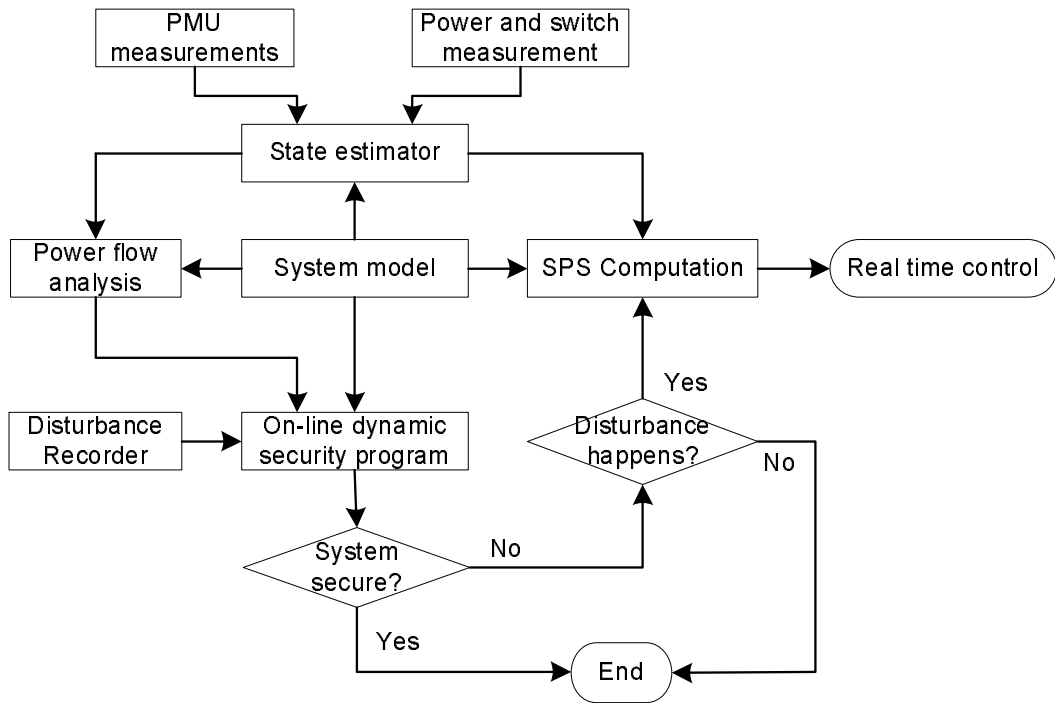 PMU
measurements
Power and switch
measurement
State estimator
Power flow
analysis
System model
SPS Computation
Real time control
Yes
Disturbance
Recorder
On-line dynamic
security program
Disturbance
happens?
No
System
secure?
No
Yes
End